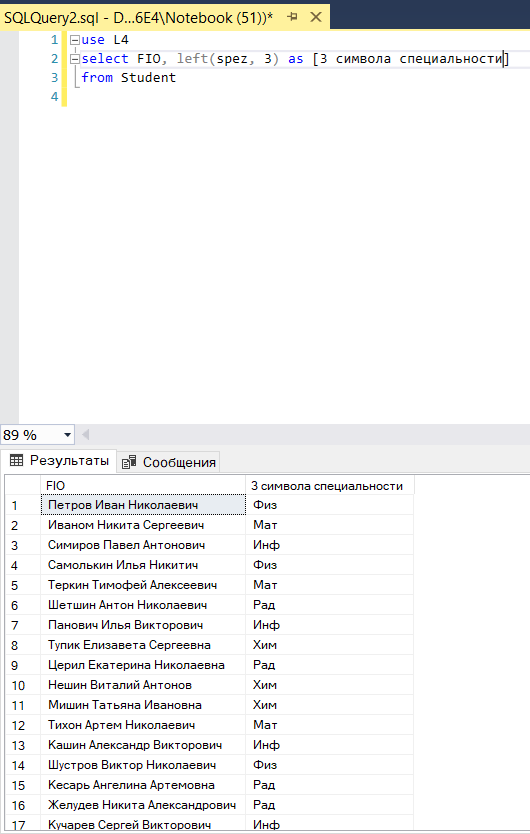 SQLQuery2.sql - D...6E4\Notebook (51))*
1 use L4
2 select FIO, left(spez, 3) as [3 символа специальности]
3 from Student
4
89 %
Результаты Сообщения
FIO 3 символа специальности
1 Петров Иван Николаевич Физ
2 Иваном Никита Сергеевич Мат
3 Симиров Павел Антонович Инф
4 Самолькин Илья Никитич Физ
5 Теркин Тимофей Алексеевич Мат
6 Шетшин Антон Николаевич Рад
7 Панович Илья Викторович Инф
8 Тупик Елизавета Сергеевна Хим
9 Церил Екатерина Николаевна Рад
10 Нешин Виталий Антонов Хим
11 Мишин Татьяна Ивановна Хим
12 Тихон Артем Николаевич Мат
13 Кашин Александр Викторович Инф
14 Шустров Виктор Николаевич Физ
15 Кесарь Ангелина Артемовна Рад
16 Желудев Никита Александрович Рад
17 Кучарев Сергей Викторович Инф